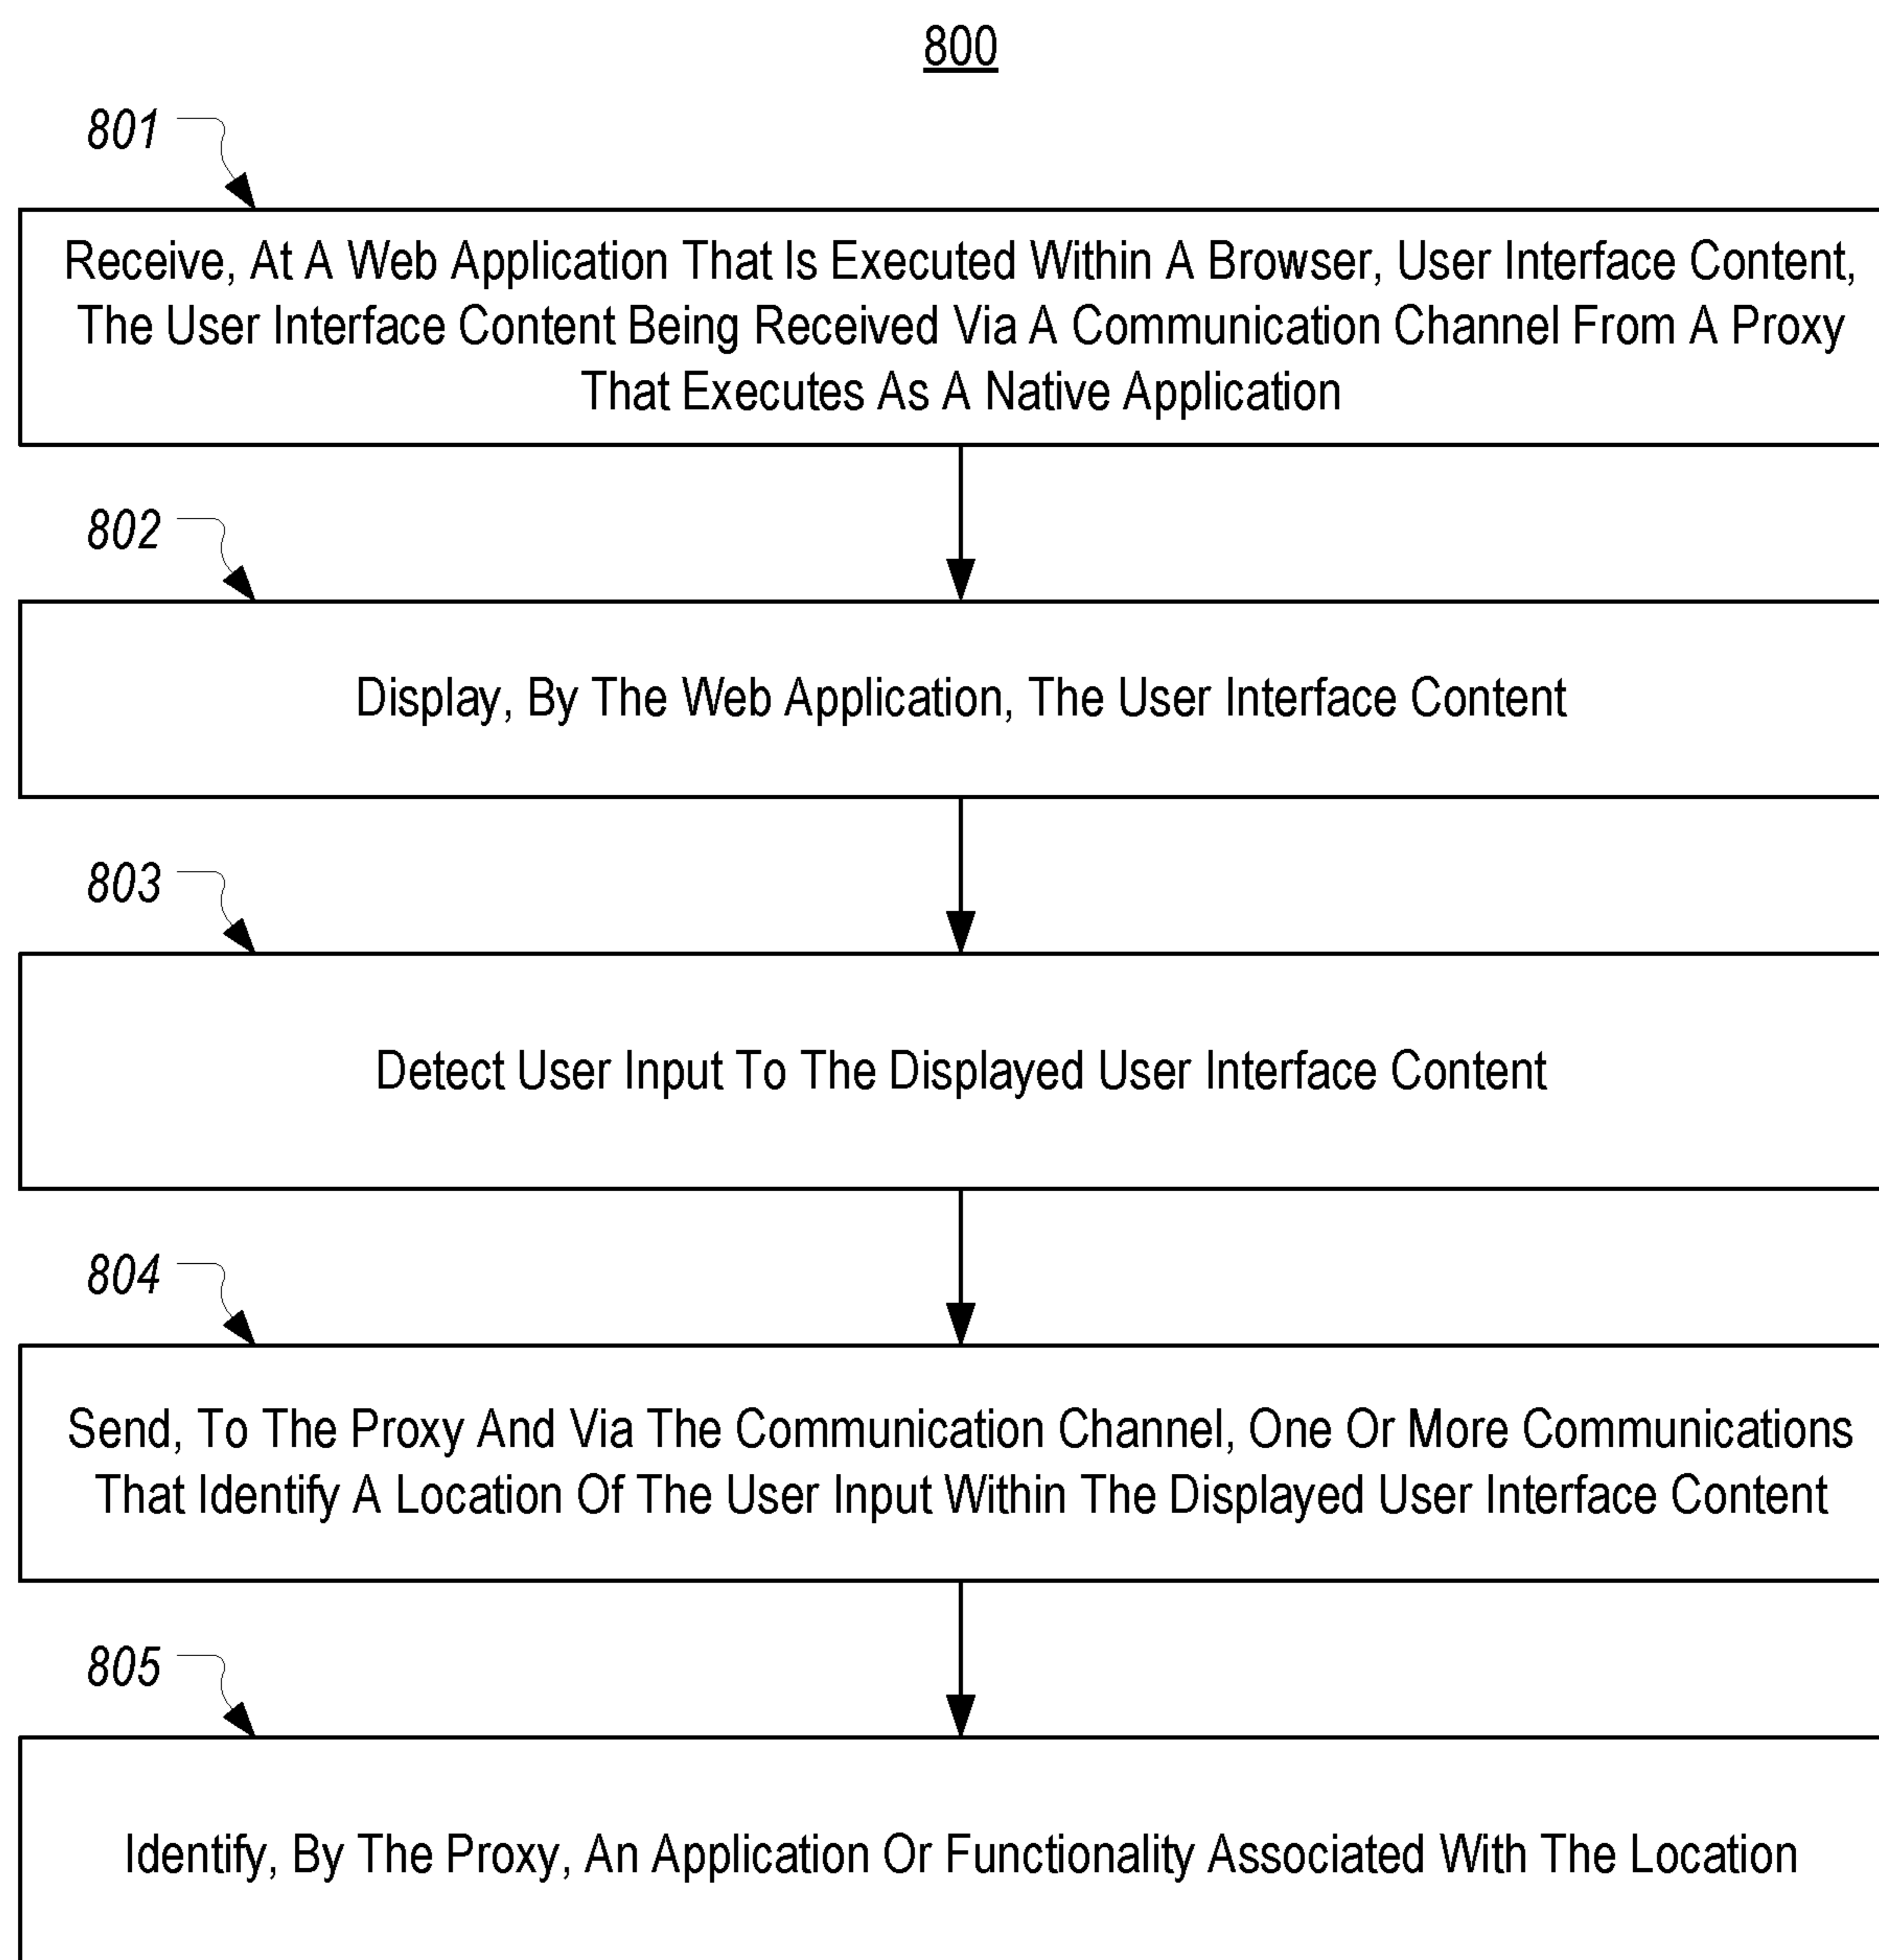 800
801
Receive, At A Web Application That Is Executed Within A Browser, User Interface Content,
The User Interface Content Being Received Via A Communication Channel From A Proxy
That Executes As A Native Application
802
Display, By The Web Application, The User Interface Content
803
Detect User Input To The Displayed User Interface Content
804
Send, To The Proxy And Via The Communication Channel, One Or More Communications
That Identify A Location Of The User Input Within The Displayed User Interface Content
805
Identify, By The Proxy, An Application Or Functionality Associated With The Location